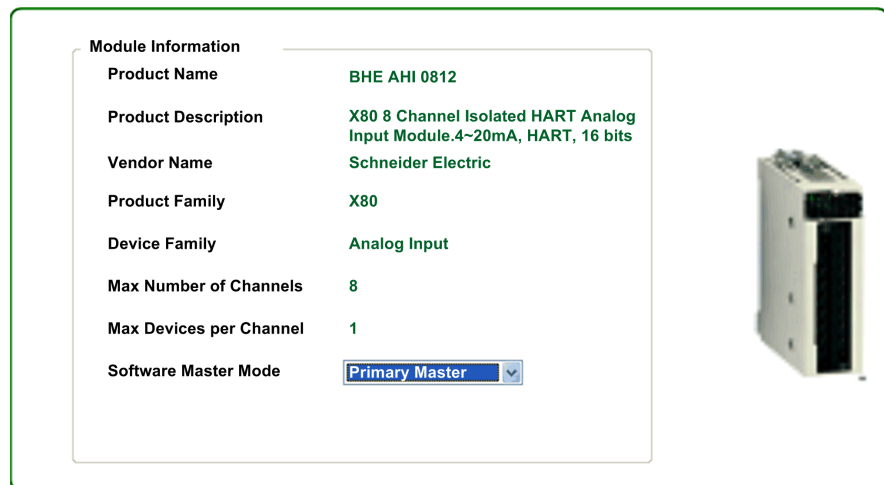 Module Information
Product Name
BHE AHI 0812
Product Description
X80 8 Channel Isolated HART Analog
Input Module.4~20mA, HART, 16 bits
Vendor Name
Schneider Electric
Product Family
X80
Device Family
Analog Input
Max Number of Channels
8
Max Devices per Channel
1
Software Master Mode
Primary Master